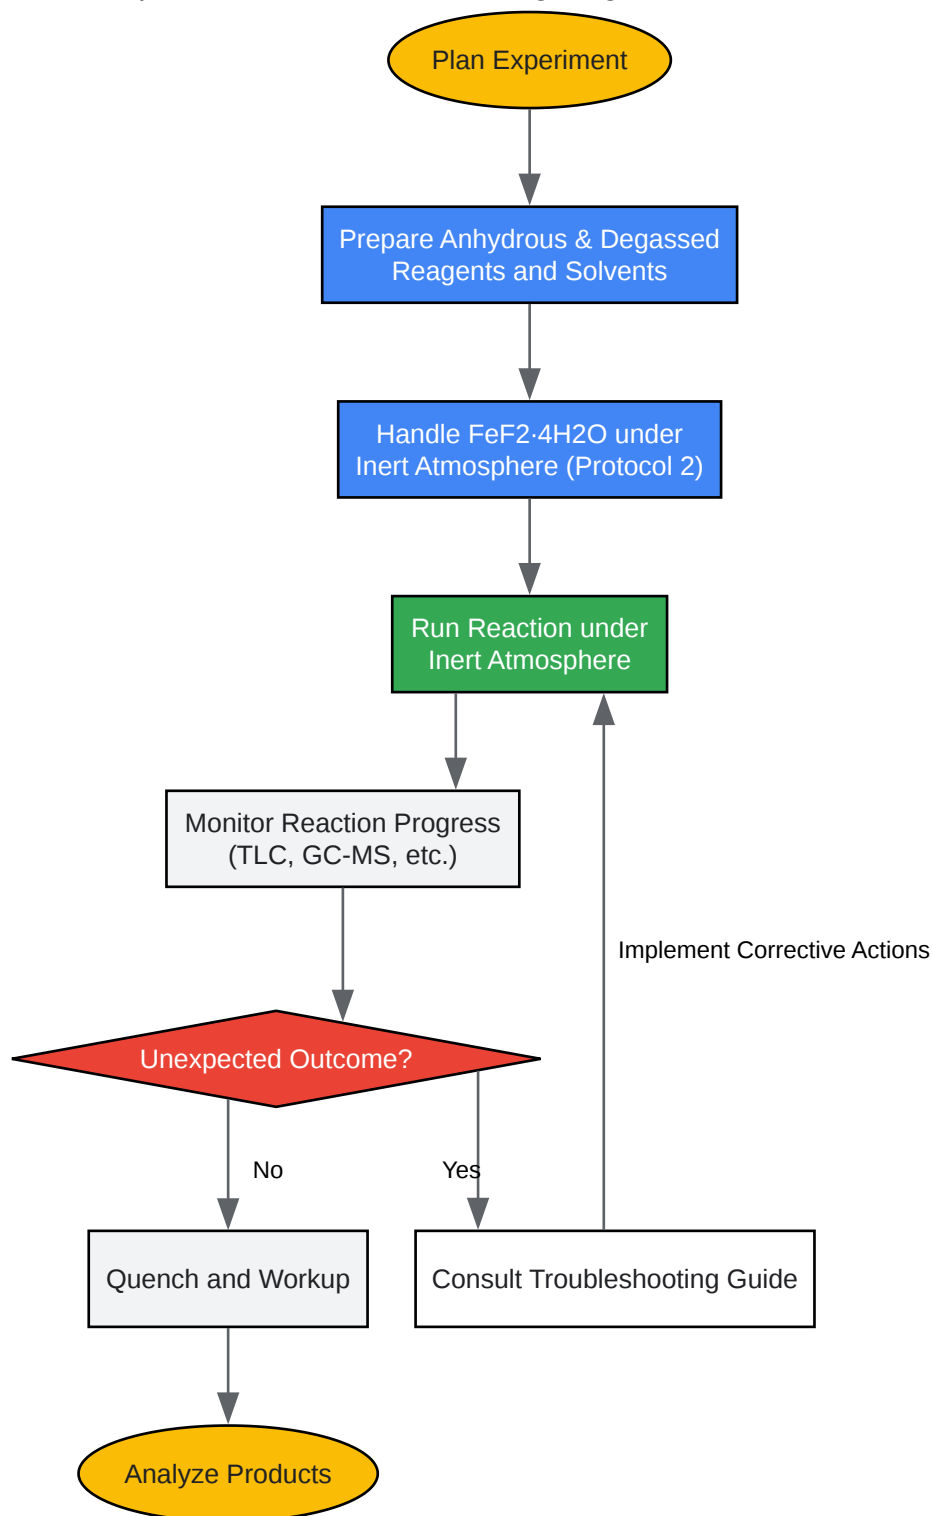 Plan Experiment
Prepare Anhydrous & Degassed
Reagents and Solvents
Handle FeF2·4H2O under
Inert Atmosphere (Protocol 2)
Run Reaction under
Inert Atmosphere
Monitor Reaction Progress
(TLC, GC-MS, etc.)
Implement Corrective Actions
Unexpected Outcome?
No
Yes
Quench and Workup
Consult Troubleshooting Guide
Analyze Products